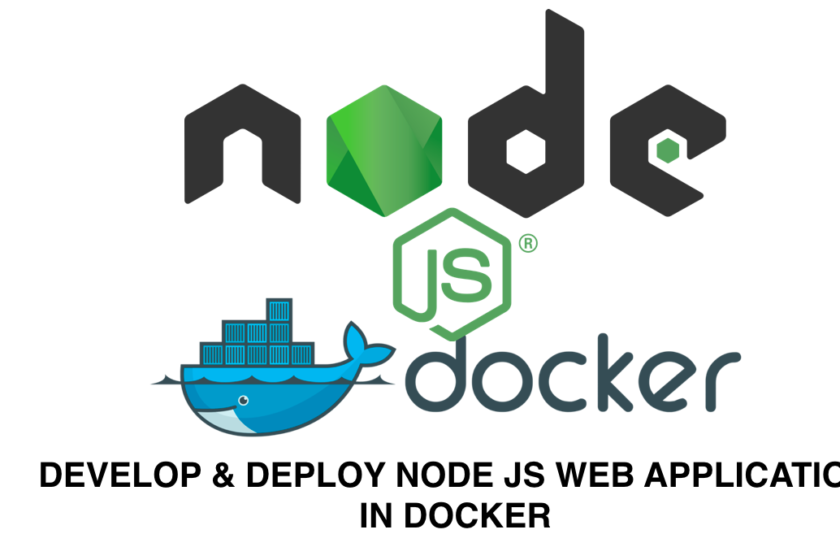 node
JS ®
docker
DEVELOP & DEPLOY NODE JS WEB APPLICATIO
IN DOCKER